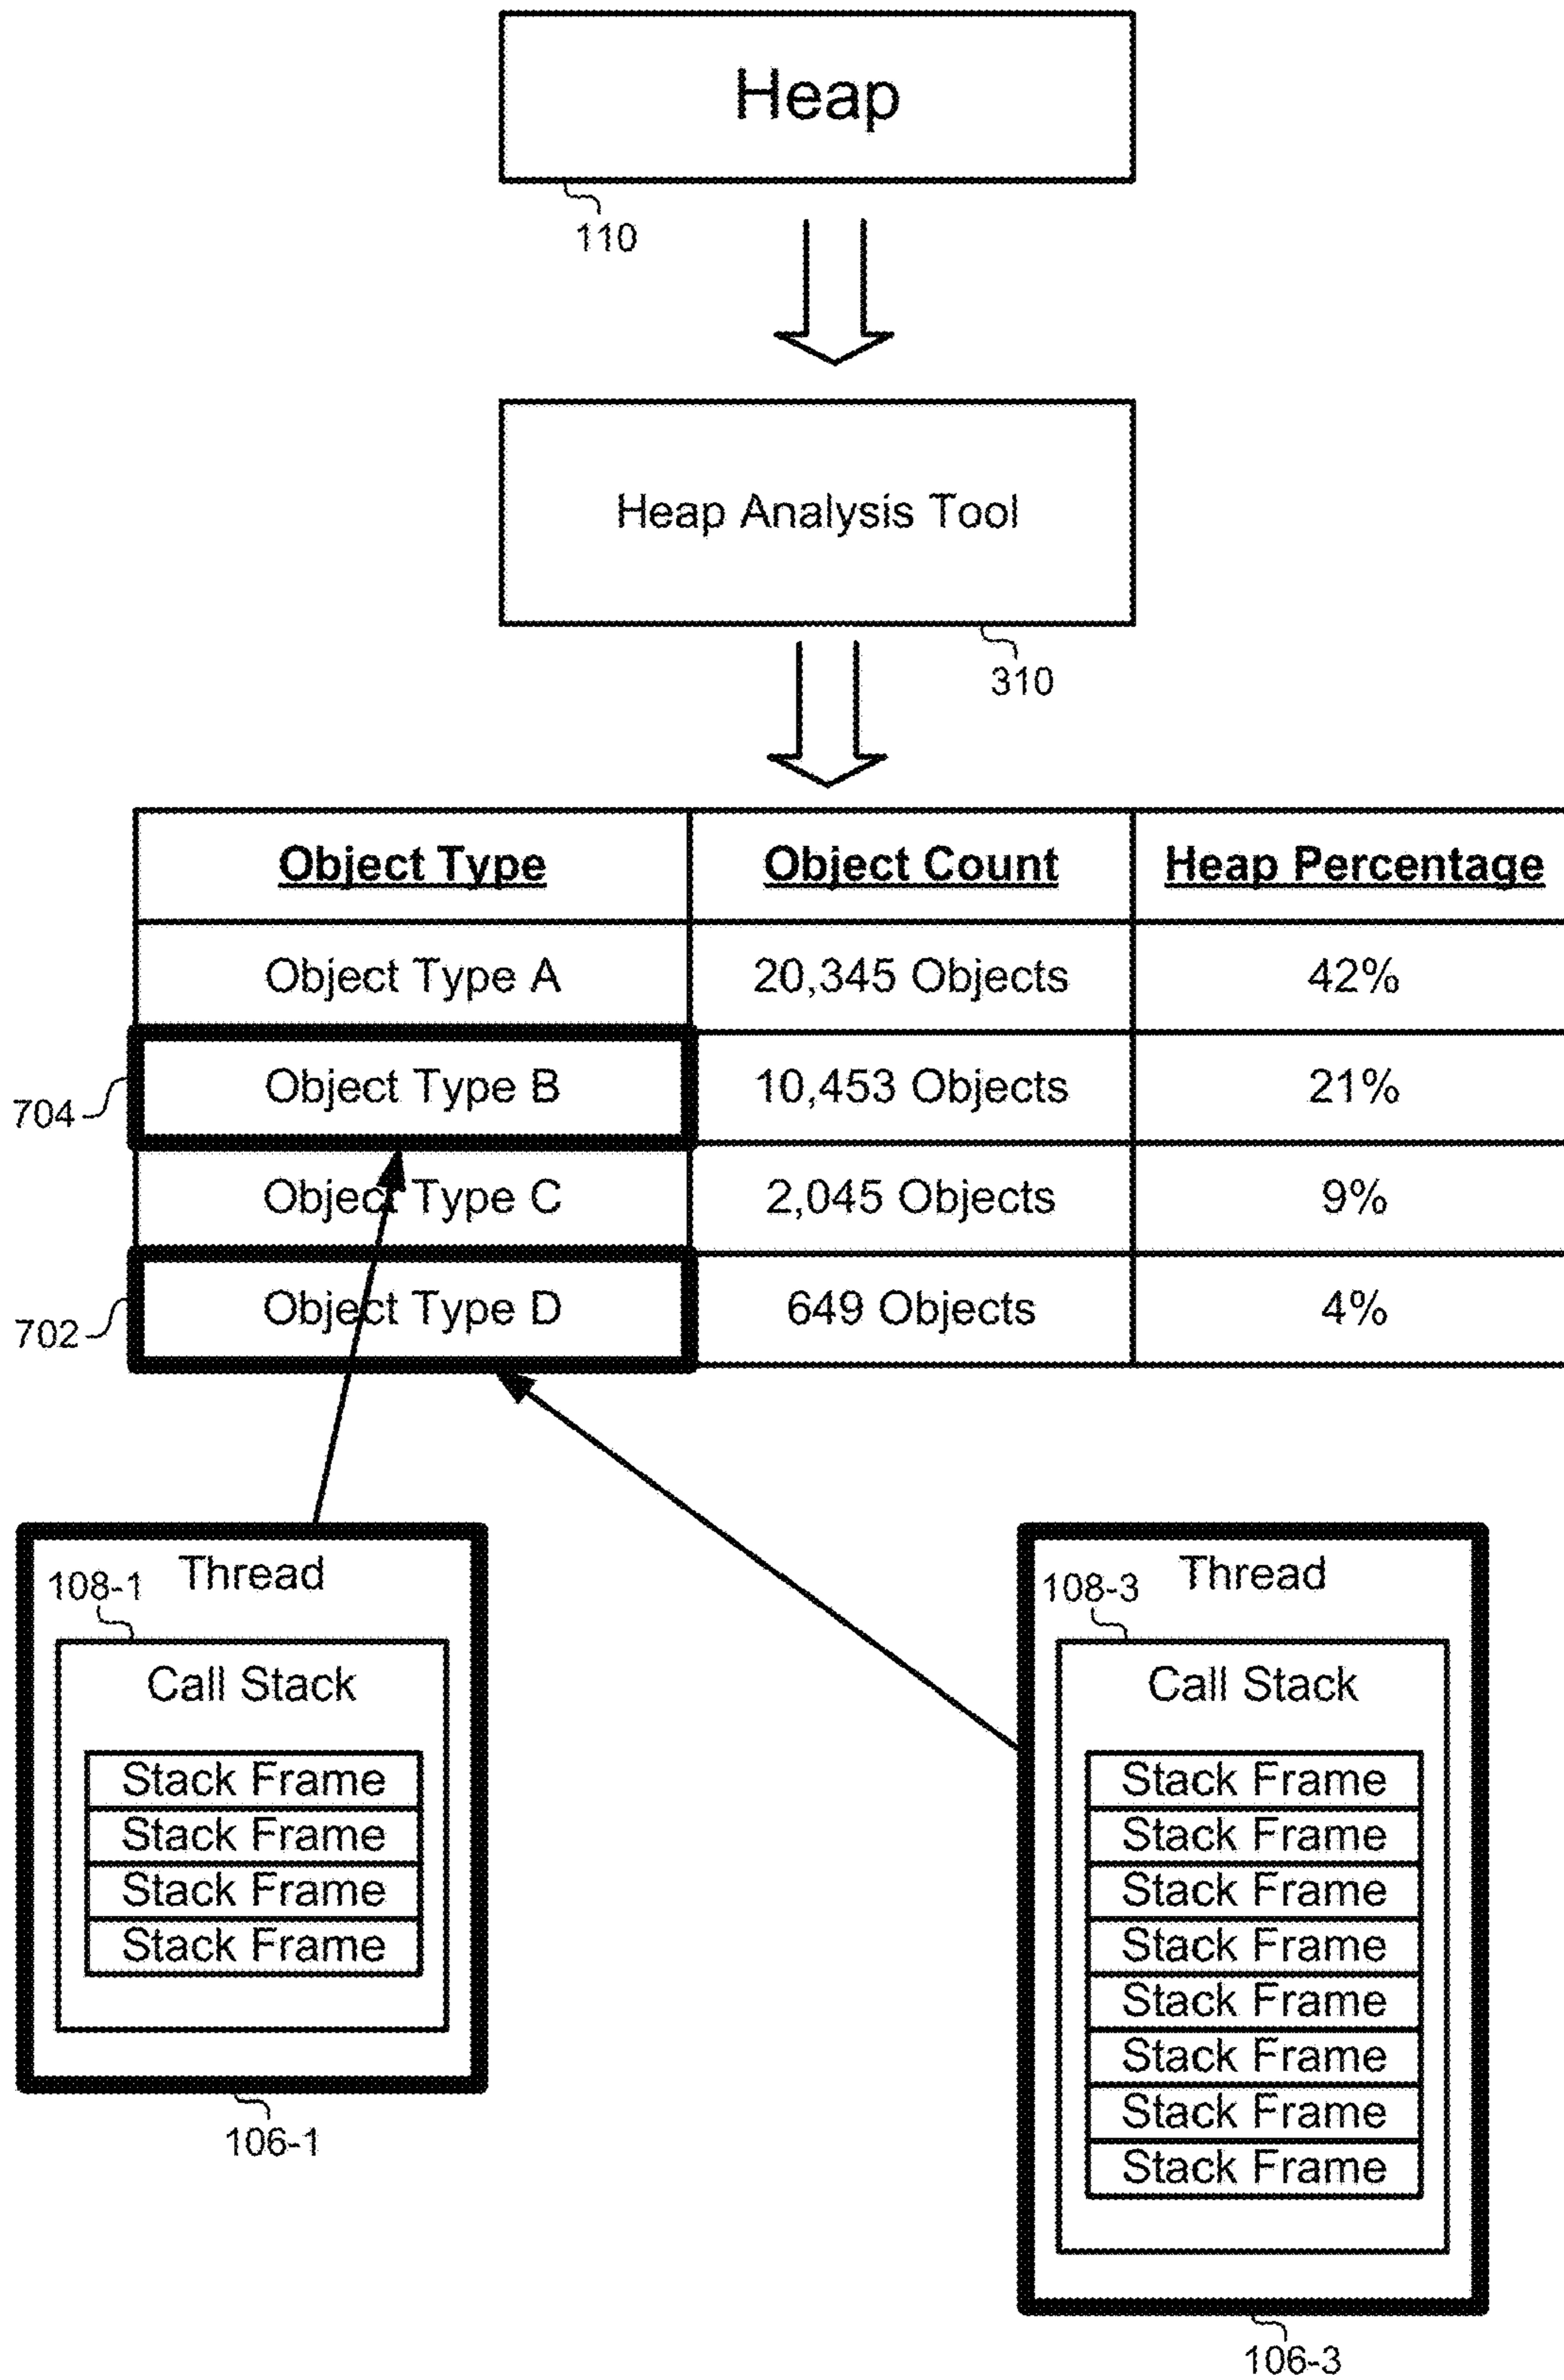 Heap
110
Heap Analysis Tool
310
Object Type Object Count Heap Percentage
Object Type A 20,345 Objects 42%
Object Type B 10,453 Objects 21%
704
Object Type C 2,045 Objects 9%
Object Type D 649 Objects 4%
702
Thread
108-1
Call Stack
Stack Frame
Stack Frame
Stack Frame
Stack Frame
106-1
Thread
108-3
Call Stack
Stack Frame
Stack Frame
Stack Frame
Stack Frame
Stack Frame
Stack Frame
Stack Frame
Stack Frame
106-3